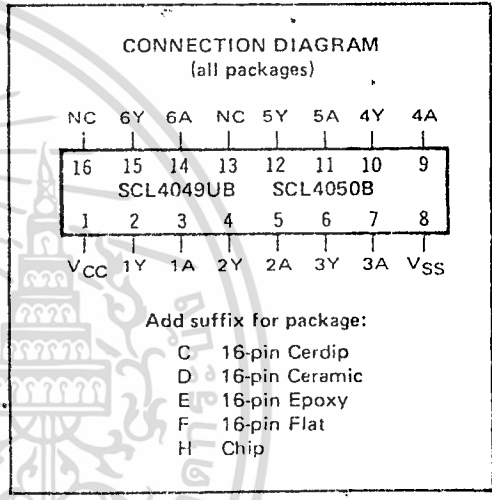 CONNECTION DIAGRAM
(all packages)
NC 6Y 6A NC 5Y 5A 4Y 4A
16 15 14 13 12 11 10 9
SCL4049UB SCL4050B
1 2 3 4 5 6 7 8
VCC 1Y 1A 2Y 2A 3Y 3A VSS
Add suffix for package:
C 16-pin Cerdip
D 16-pin Ceramic
E 16-pin Epoxy
F 16-pin Flat
H Chip